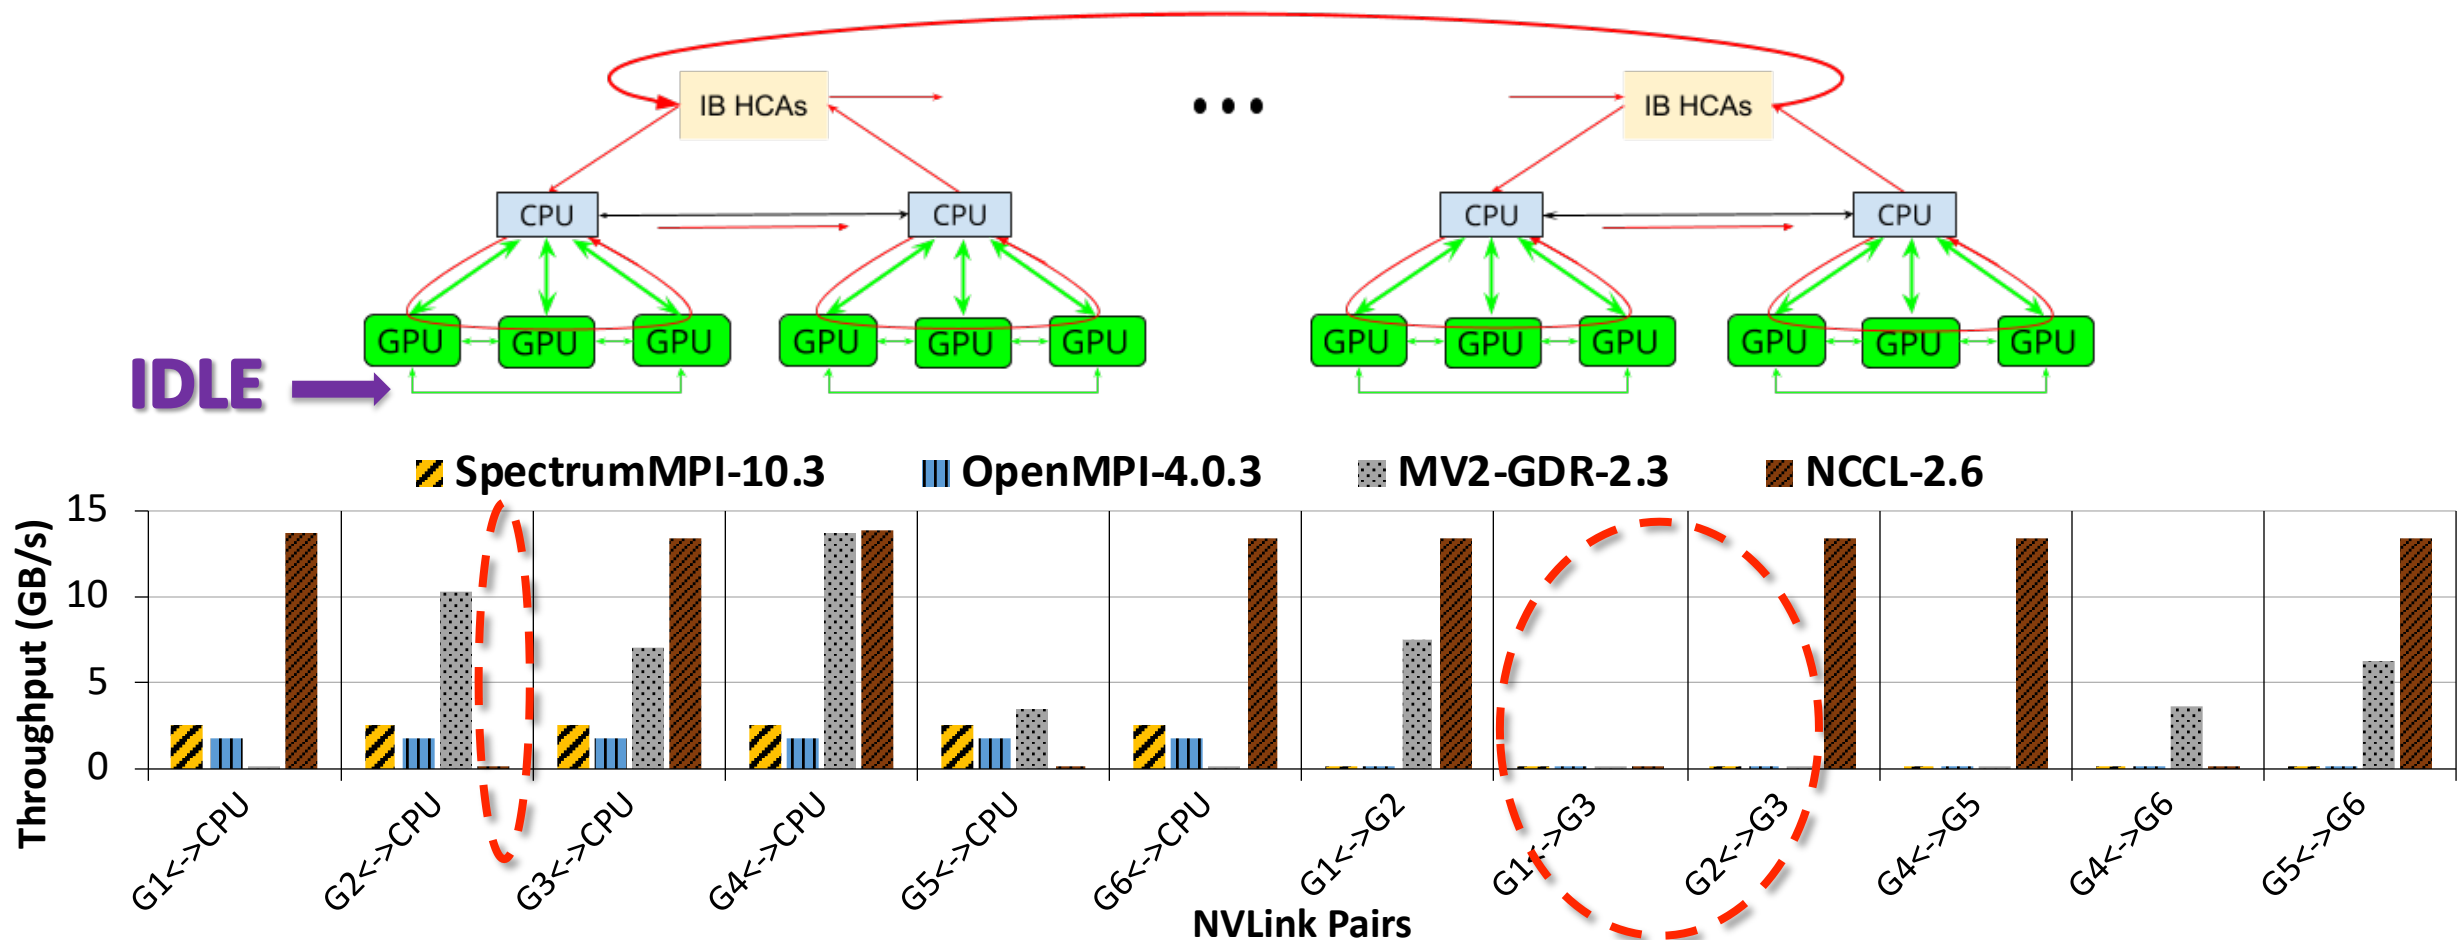 IB HCAs
IB HCAs
CPU
CPU
CPU
CPU
GPU GPU GPU
GPU GPU GPU
GPU GPU GPU
GPU GPU GPU
IDLE
SpectrumMPI-10.3 OpenMPI-4.0.3 MV2-GDR-2.3 NCCL-2.6
Throughput (GB/s)
15
10
5
0
G1<->CPU
G2<->CPU
G3<->CPU
G4<->CPU
G5<->CPU
G6<->CPU
G1<->G2
G1<->G3
G2<->G3
G4<->G5
G4<->G6
G5<->G6
NVLink Pairs